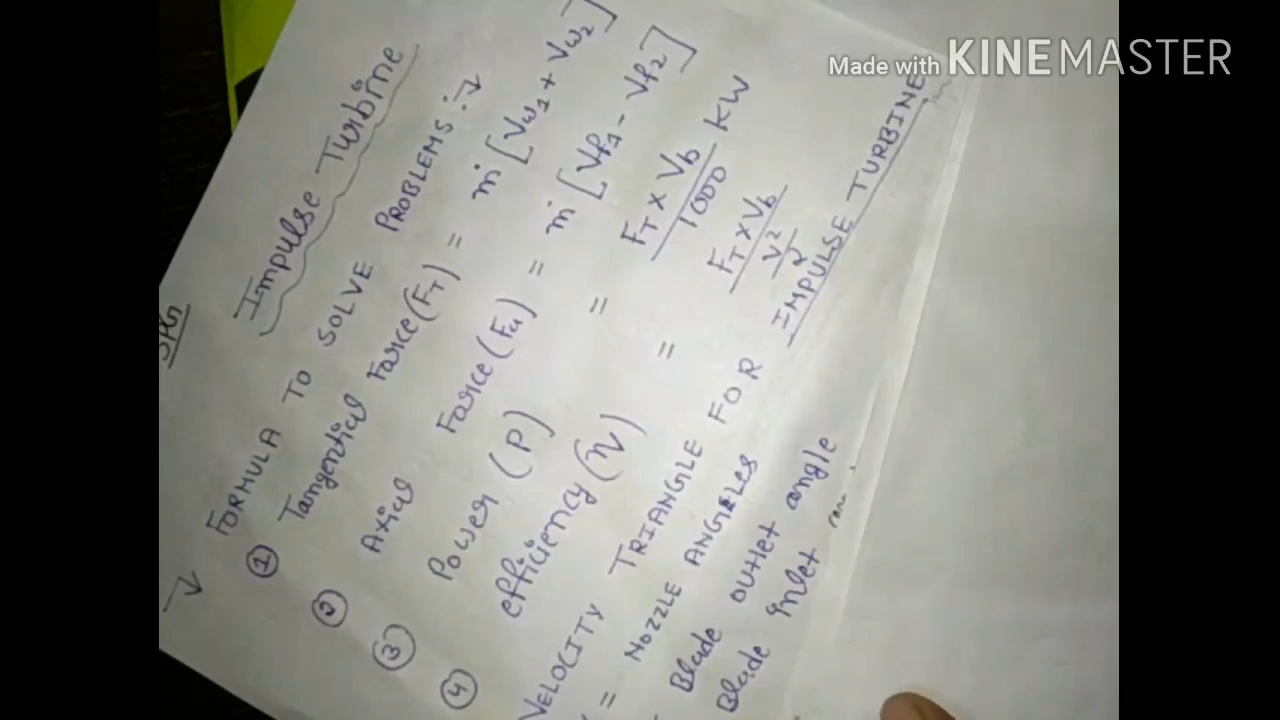 Made with KINEMASTER
Impulse Turbine
FORMULA TO SOLVE PROBLEMS :↓
① Tangential Force (FT) = ṁ [Vw1 + Vw2]
② Axial Force (Fa) = ṁ [Vf1 - Vf2]
③ Power (P) = FT × Vb / 1000 KW
④ efficiency (η) = FT × Vb / V²/2
VELOCITY TRIANGLE FOR IMPULSE TURBINE
= NOZZLE ANGLES
Blade outlet angle
Blade inlet